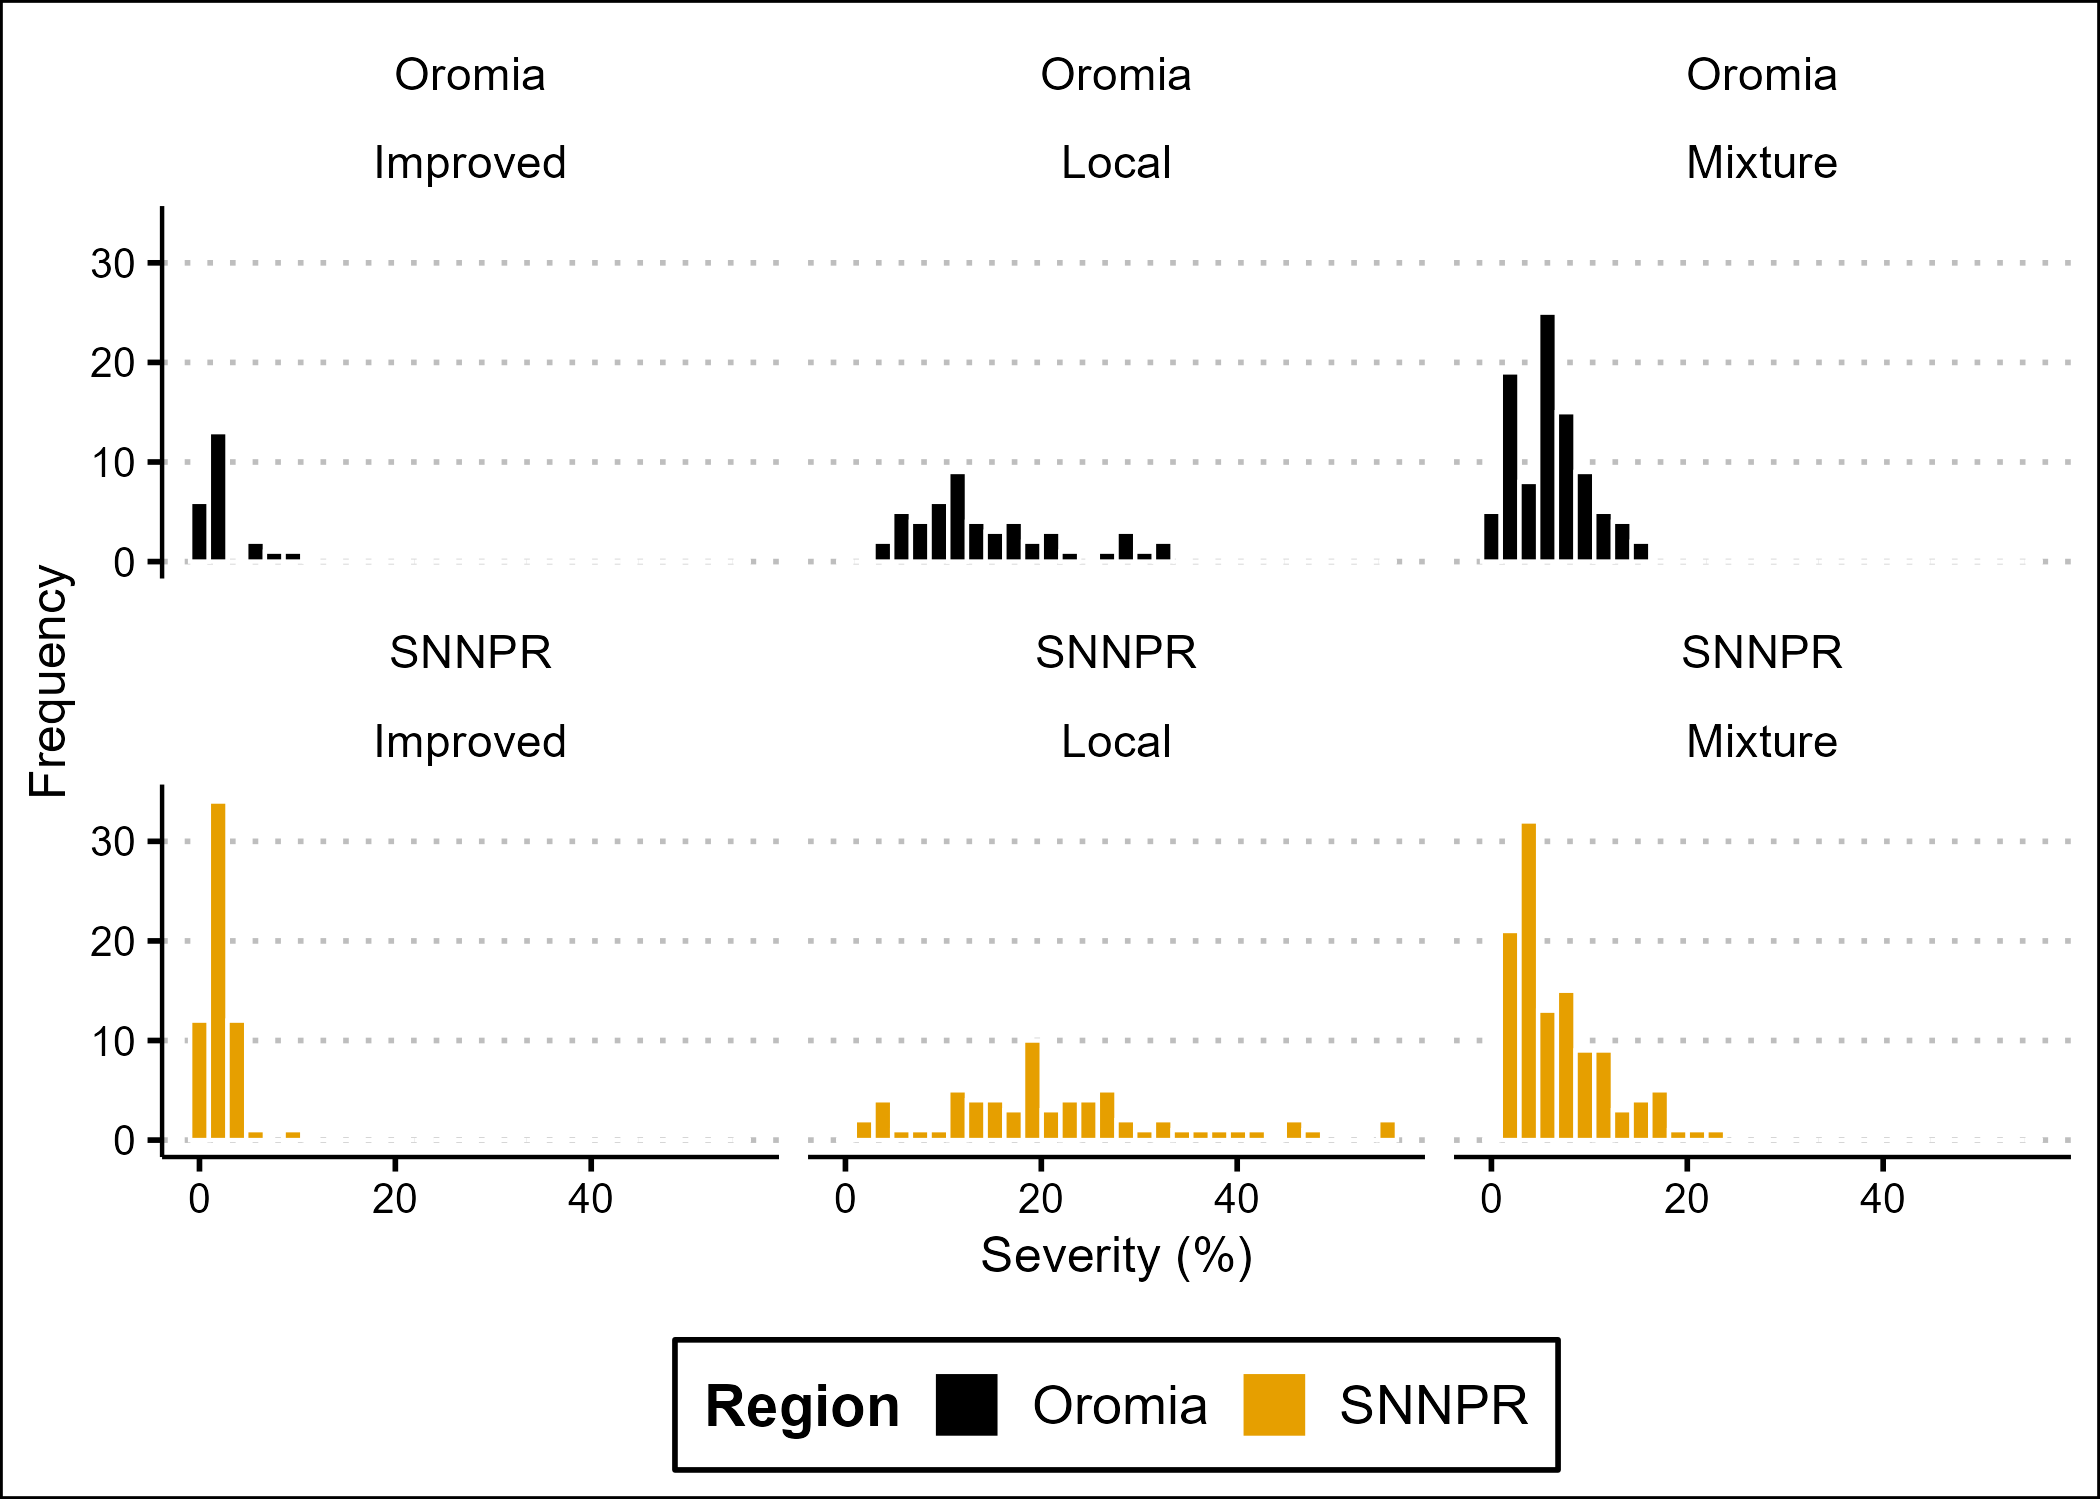 Oromia Oromia Oromia
Improved Local Mixture
30
20
10
0
SNNPR SNNPR SNNPR
Improved Local Mixture
30
20
10
0
Frequency
0 20 40 0 20 40 0 20 40
Severity (%)
Region Oromia SNNPR